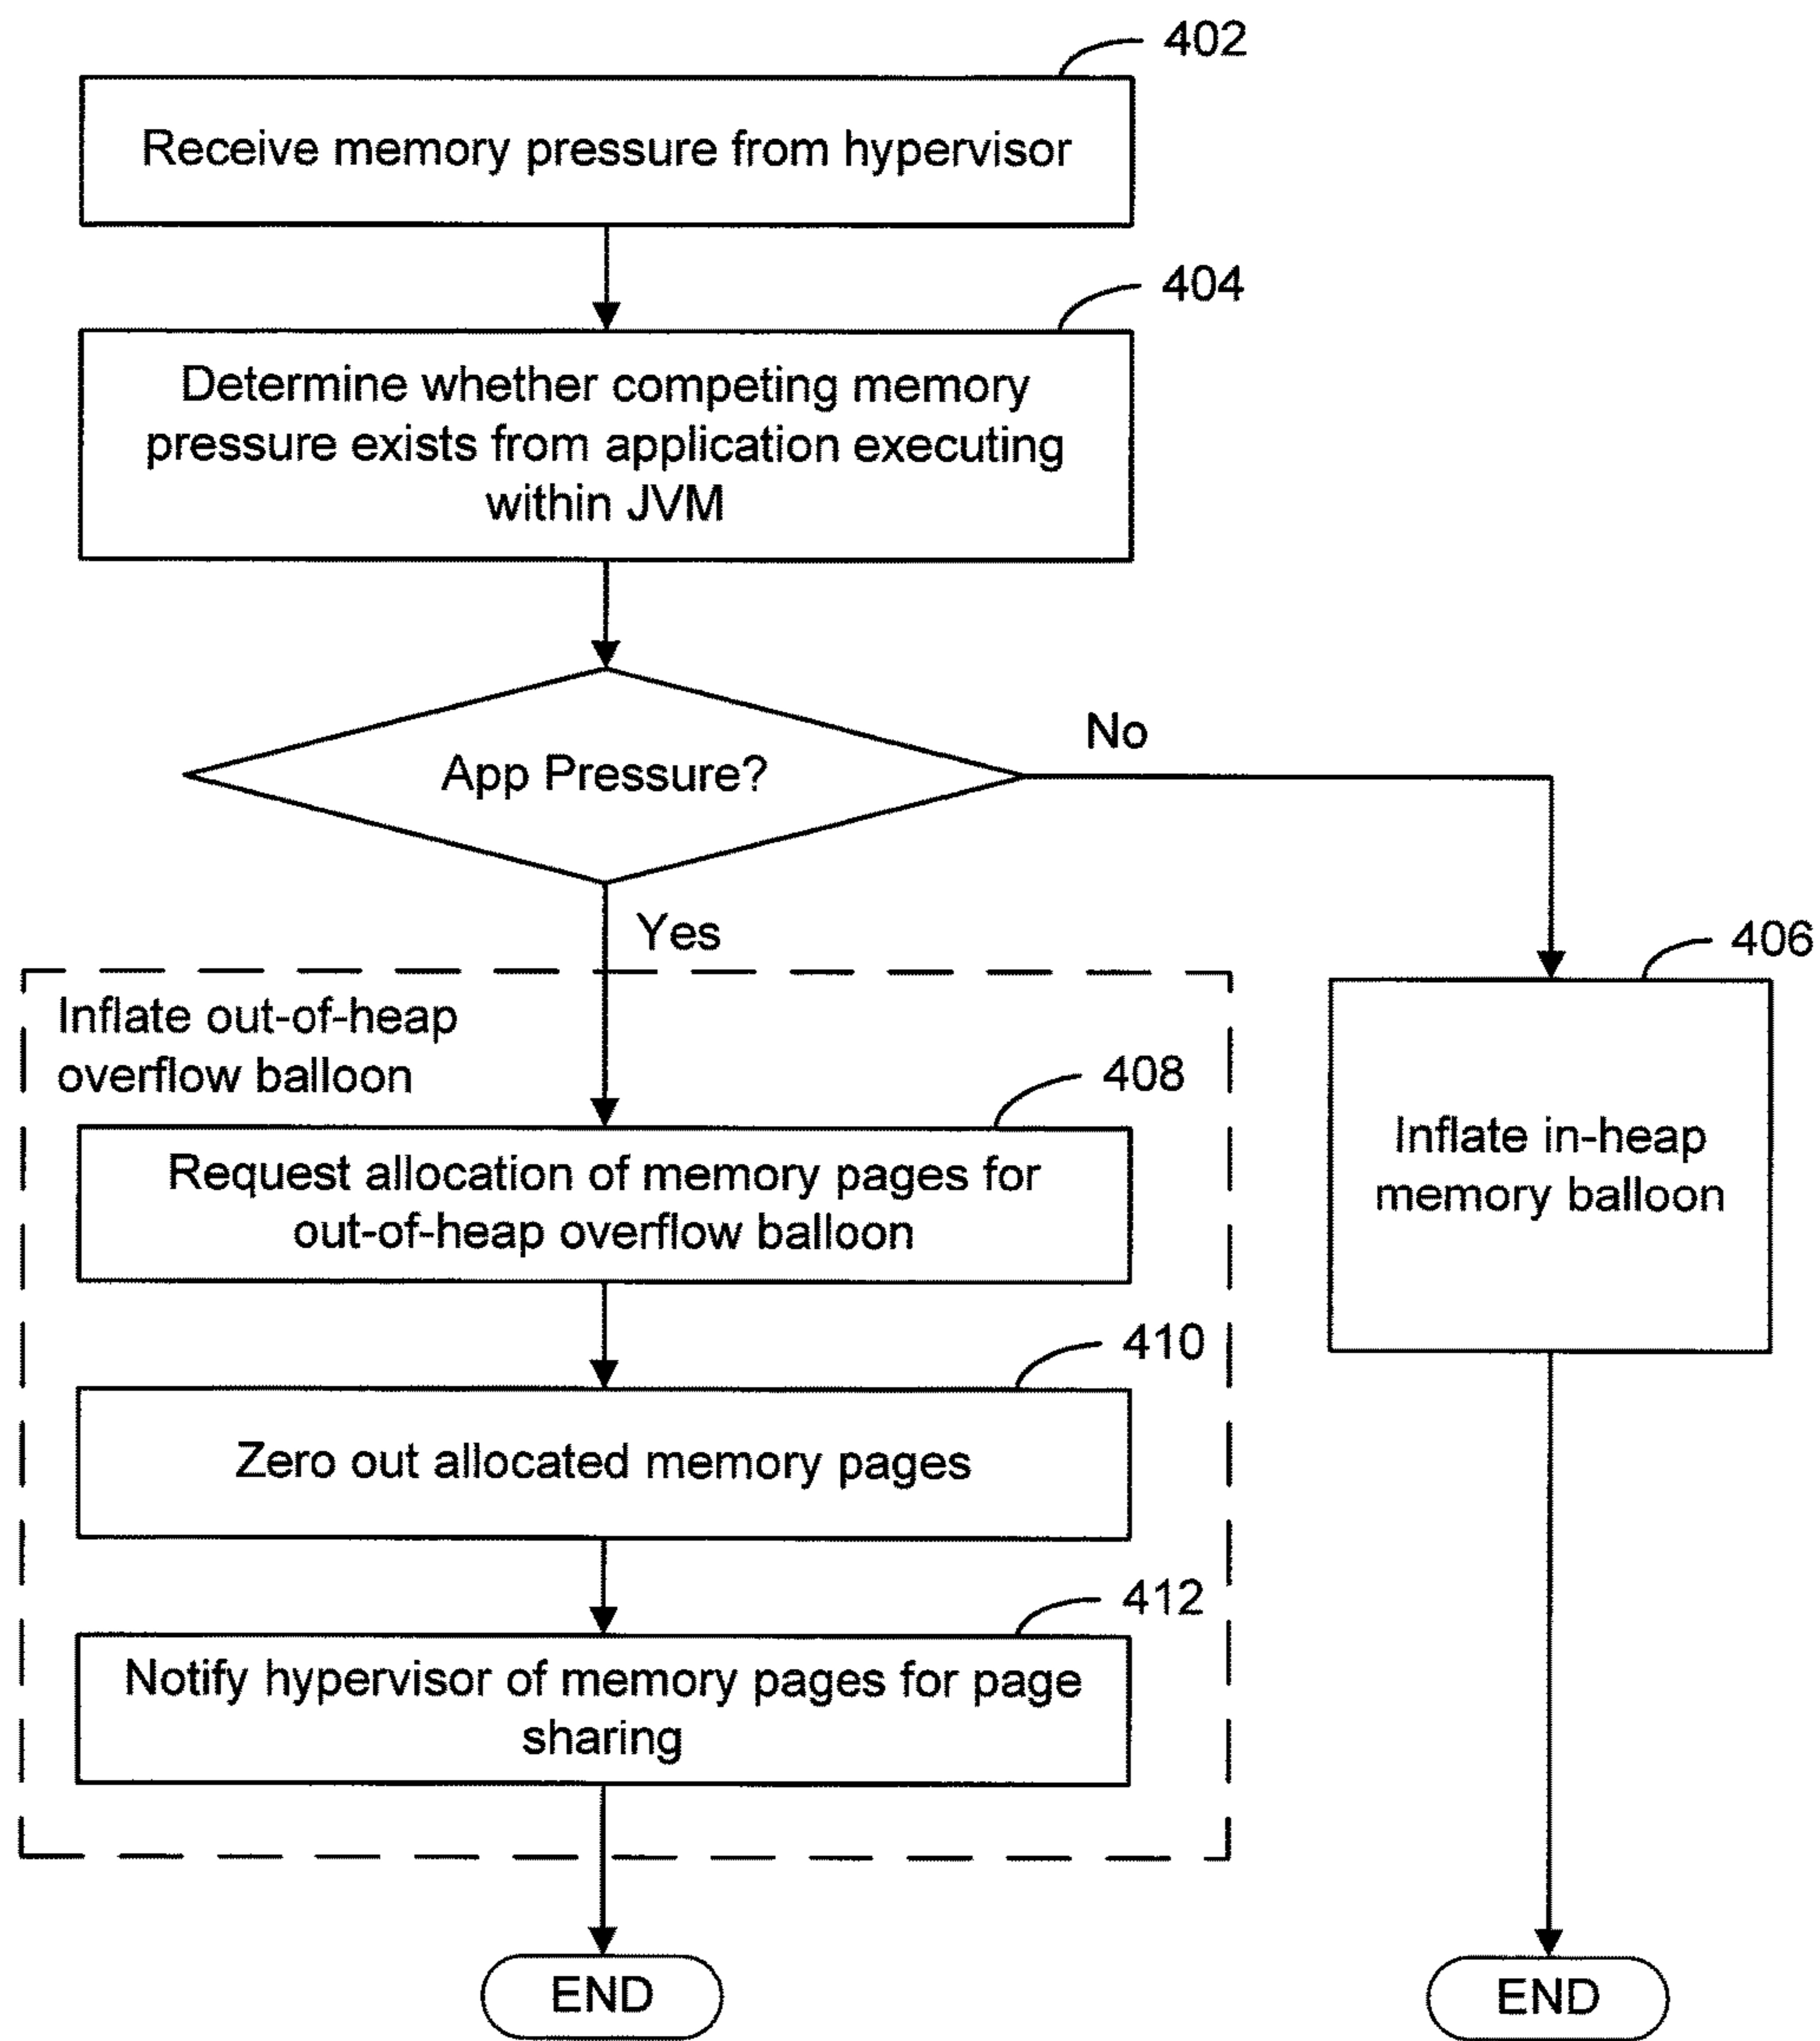 402
Receive memory pressure from hypervisor
404
Determine whether competing memory
pressure exists from application executing
within JVM
App Pressure?
No
Yes
406
Inflate in-heap
memory balloon
Inflate out-of-heap
overflow balloon
408
Request allocation of memory pages for
out-of-heap overflow balloon
410
Zero out allocated memory pages
412
Notify hypervisor of memory pages for page
sharing
END
END